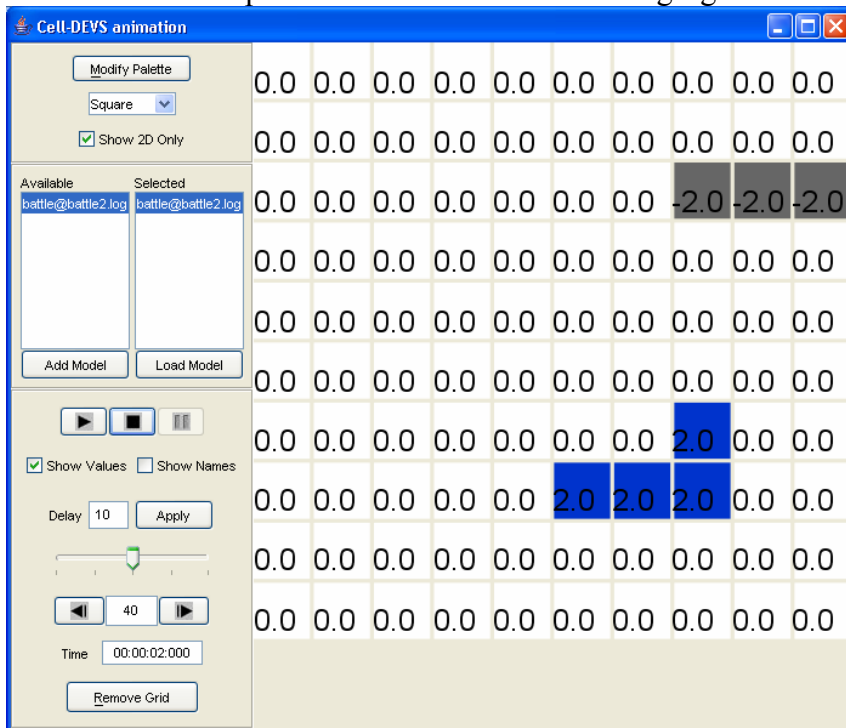 Cell-DEVS animation
Modify Palette
Square
Show 2D Only
Available Selected
battle@battle2.log battle@battle2.log
Add Model Load Model
Show Values Show Names
Delay 10 Apply
40
Time 00:00:02:000
Remove Grid
0.0 0.0 0.0 0.0 0.0 0.0 0.0 0.0 0.0 0.0
0.0 0.0 0.0 0.0 0.0 0.0 0.0 0.0 0.0 0.0
0.0 0.0 0.0 0.0 0.0 0.0 0.0 -2.0 -2.0 -2.0
0.0 0.0 0.0 0.0 0.0 0.0 0.0 0.0 0.0 0.0
0.0 0.0 0.0 0.0 0.0 0.0 0.0 0.0 0.0 0.0
0.0 0.0 0.0 0.0 0.0 0.0 0.0 0.0 0.0 0.0
0.0 0.0 0.0 0.0 0.0 0.0 0.0 2.0 0.0 0.0
0.0 0.0 0.0 0.0 0.0 2.0 2.0 2.0 0.0 0.0
0.0 0.0 0.0 0.0 0.0 0.0 0.0 0.0 0.0 0.0
0.0 0.0 0.0 0.0 0.0 0.0 0.0 0.0 0.0 0.0